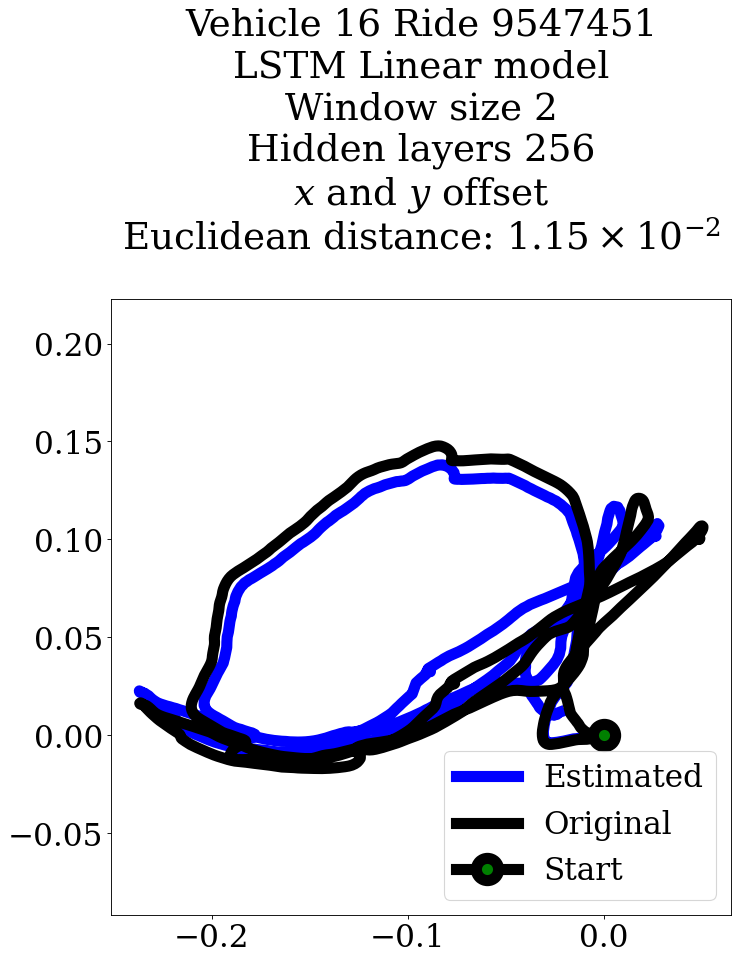 Vehicle 16 Ride 9547451
LSTM Linear model
Window size 2
Hidden layers 256
x and y offset
Euclidean distance: 1.15 × 10⁻²
0.20
0.15
0.10
0.05
0.00
−0.05
Estimated
Original
Start
−0.2 −0.1 0.0